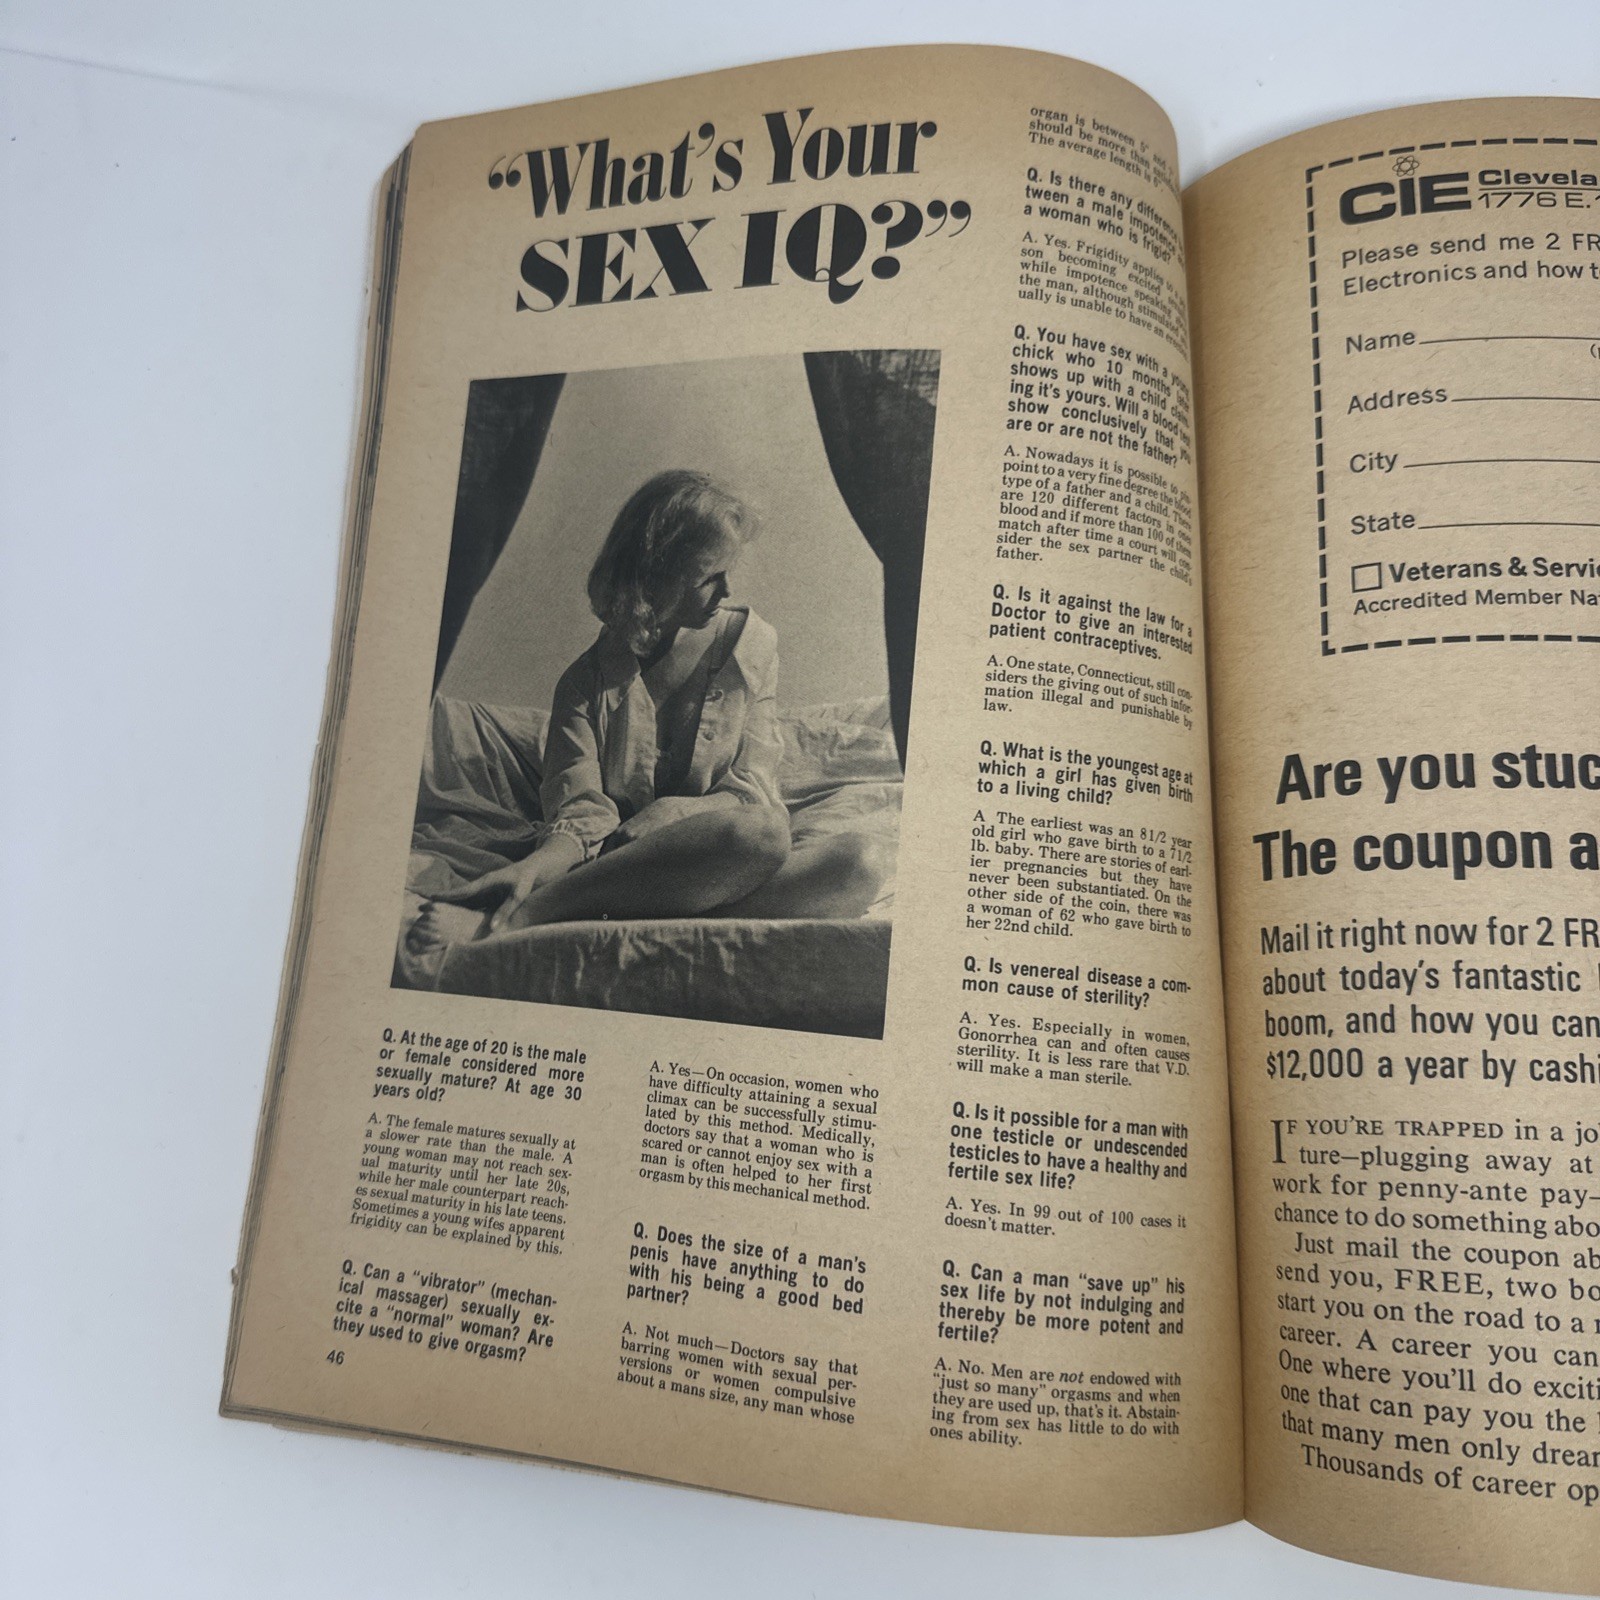 “What’s Your
SEX IQ?”
Q. At the age of 20 is the male
or female considered more
sexually mature? At age 30
years old?
A. The female matures sexually at
a slower rate than the male. A
young woman may not reach sex-
ual maturity until her late 20s,
while her male counterpart reach-
es sexual maturity in his late teens.
Sometimes a young wifes apparent
frigidity can be explained by this.
Q. Can a “vibrator” (mechan-
ical massager) sexually ex-
cite a “normal” woman? Are
they used to give orgasm?
46
A. Yes—On occasion, women who
have difficulty attaining a sexual
climax can be successfully stimu-
lated by this method. Medically,
doctors say that a woman who is
scared or cannot enjoy sex with a
man is often helped to her first
orgasm by this mechanical method.
Q. Does the size of a man’s
penis have anything to do
with his being a good bed
partner?
A. Not much—Doctors say that
barring women with sexual per-
versions or women compulsive
about a mans size, any man whose
organ is between 5"
should be more than
The average length is 6"
Q. Is there any difference
tween a male impotence
a woman who is frigid?
A. Yes. Frigidity applies to a
son becoming excited
while impotence speaking
the man, although stimulated
ually is unable to have an
Q. You have sex with a young
chick who 10 months later
shows up with a child claim-
ing it’s yours. Will a blood test
show conclusively that you
are or are not the father?
A. Nowadays it is possible to pin-
point to a very fine degree the blood
type of a father and a child. There
are 120 different factors in ones
blood and if more than 100 of them
match after time a court will con-
sider the sex partner the child’s
father.
Q. Is it against the law for a
Doctor to give an interested
patient contraceptives.
A. One state, Connecticut, still con-
siders the giving out of such infor-
mation illegal and punishable by
law.
Q. What is the youngest age at
which a girl has given birth
to a living child?
A The earliest was an 8 1/2 year
old girl who gave birth to a 7 1/2
lb. baby. There are stories of earl-
ier pregnancies but they have
never been substantiated. On the
other side of the coin, there was
a woman of 62 who gave birth to
her 22nd child.
Q. Is venereal disease a com-
mon cause of sterility?
A. Yes. Especially in women,
Gonorrhea can and often causes
sterility. It is less rare that V.D.
will make a man sterile.
Q. Is it possible for a man with
one testicle or undescended
testicles to have a healthy and
fertile sex life?
A. Yes. In 99 out of 100 cases it
doesn’t matter.
Q. Can a man “save up” his
sex life by not indulging and
thereby be more potent and
fertile?
A. No. Men are not endowed with
“just so many” orgasms and when
they are used up, that’s it. Abstain-
ing from sex has little to do with
ones ability.
CIE Clevela
1776 E. 1
Please send me 2 FR
Electronics and how t
Name
Address
City
State
Veterans & Servi
Accredited Member Na
Are you stuc
The coupon a
Mail it right now for 2 FR
about today’s fantastic
boom, and how you can
$12,000 a year by cashi
IF YOU’RE TRAPPED in a jo
ture—plugging away at
work for penny-ante pay—
chance to do something abo
Just mail the coupon ab
send you, FREE, two bo
start you on the road to a
career. A career you can
One where you’ll do exciti
one that can pay you the
that many men only drea
Thousands of career op